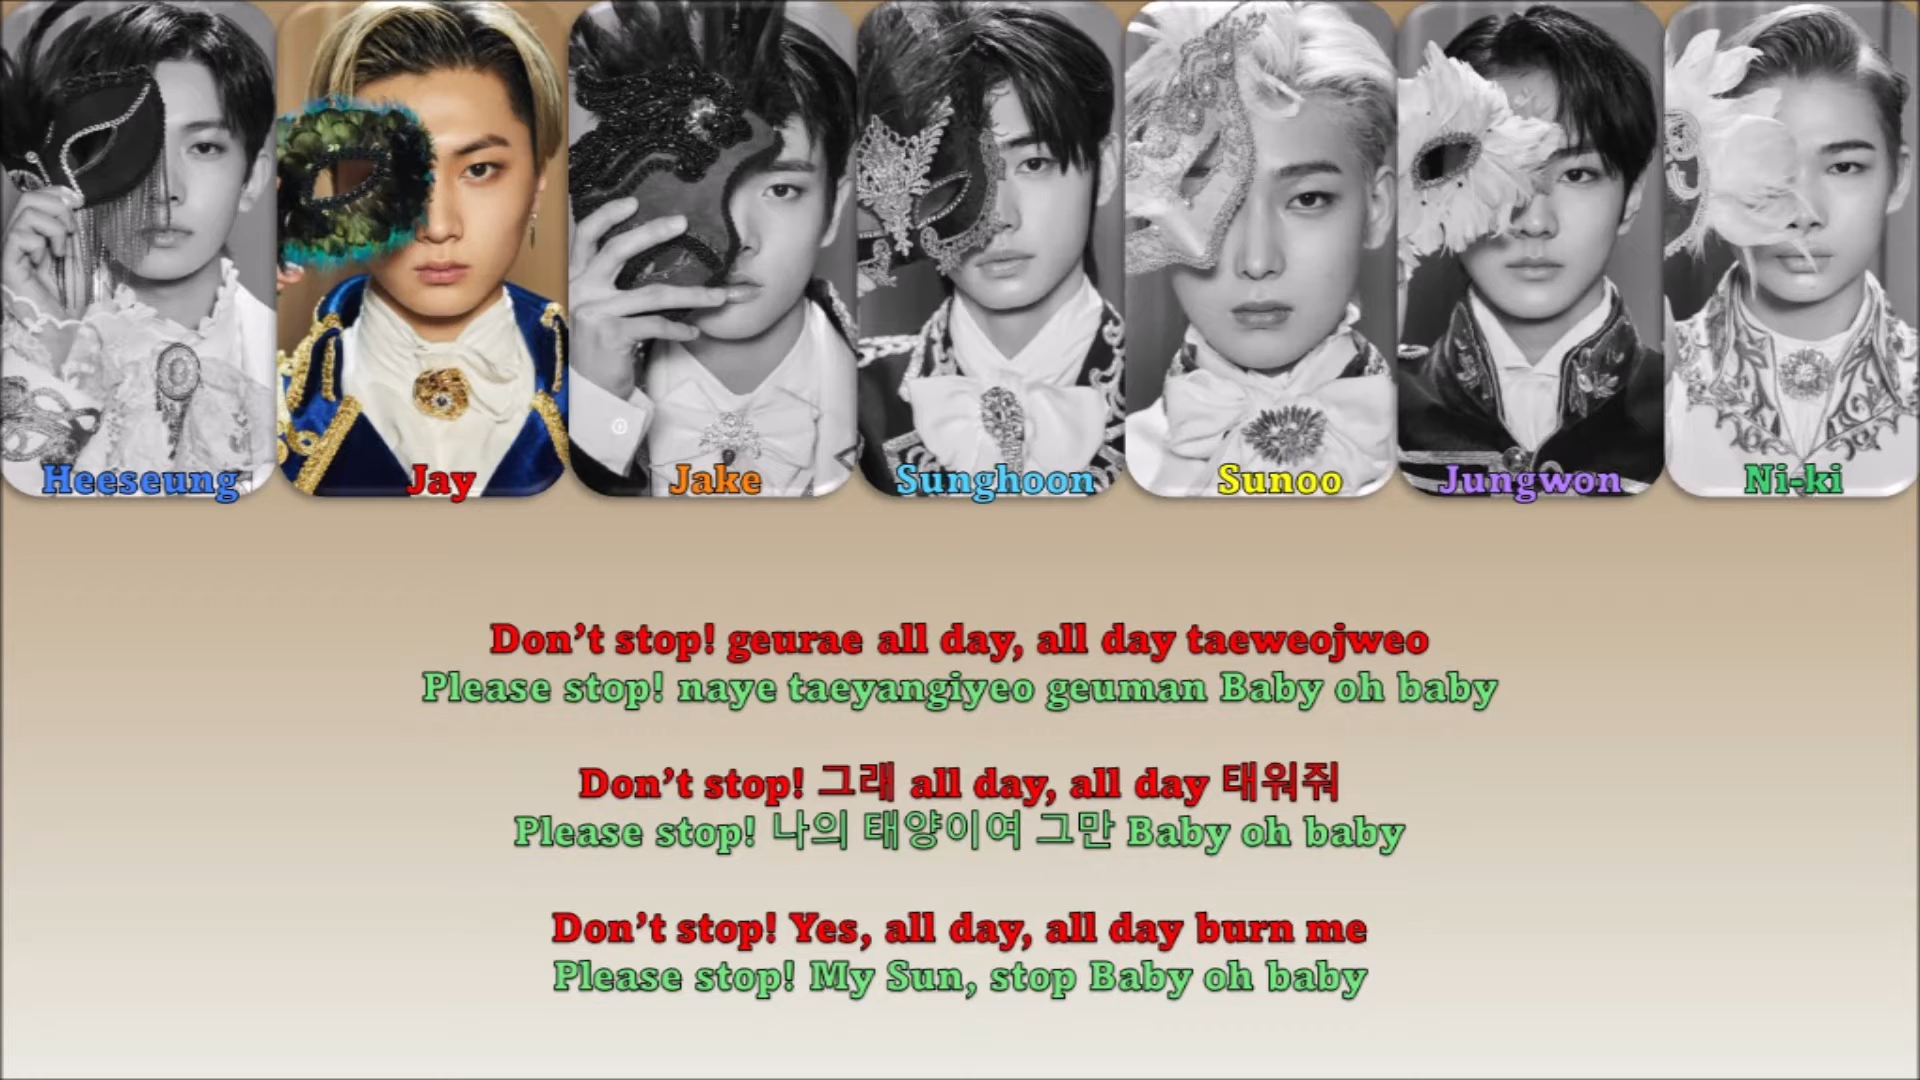 Heeseung
Jay
Jake
Sunghoon
Sunoo
Jungwon
Ni-ki
Don't stop! geurae all day, all day taeweojweo
Please stop! naye taeyangiyeo geuman Baby oh baby
Don't stop! 그래 all day, all day 태워줘
Please stop! 나의 태양이여 그만 Baby oh baby
Don't stop! Yes, all day, all day burn me
Please stop! My Sun, stop Baby oh baby